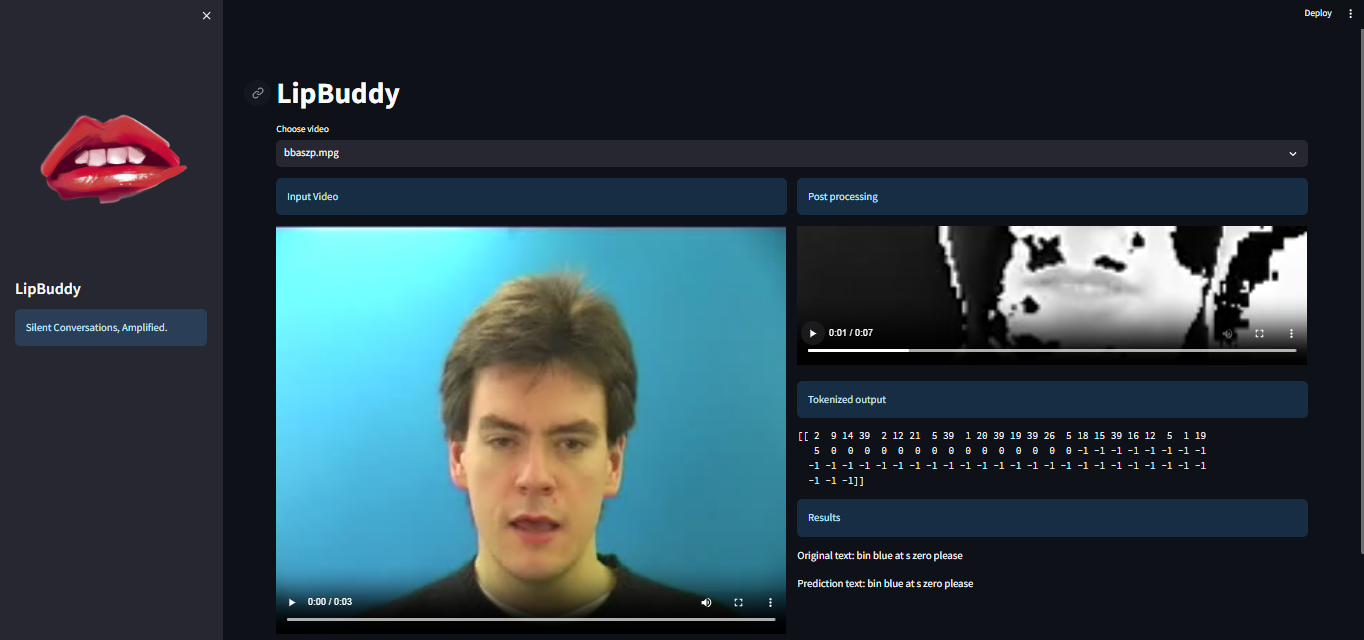 Deploy
LipBuddy
Silent Conversations, Amplified.
LipBuddy
Choose video
bbaszp.mpg
Input Video
0:00 / 0:03
Post processing
0:01 / 0:07
Tokenized output
[[ 2 9 14 39 2 12 21 5 39 1 20 39 19 39 26 5 18 15 39 16 12 5 1 19
5 0 0 0 0 0 0 0 0 0 0 0 0 0 0 0 -1 -1 -1 -1 -1 -1 -1 -1
-1 -1 -1 -1 -1 -1 -1 -1 -1 -1 -1 -1 -1 -1 -1 -1 -1 -1 -1 -1 -1 -1 -1 -1
-1 -1 -1]]
Results
Original text: bin blue at s zero please
Prediction text: bin blue at s zero please